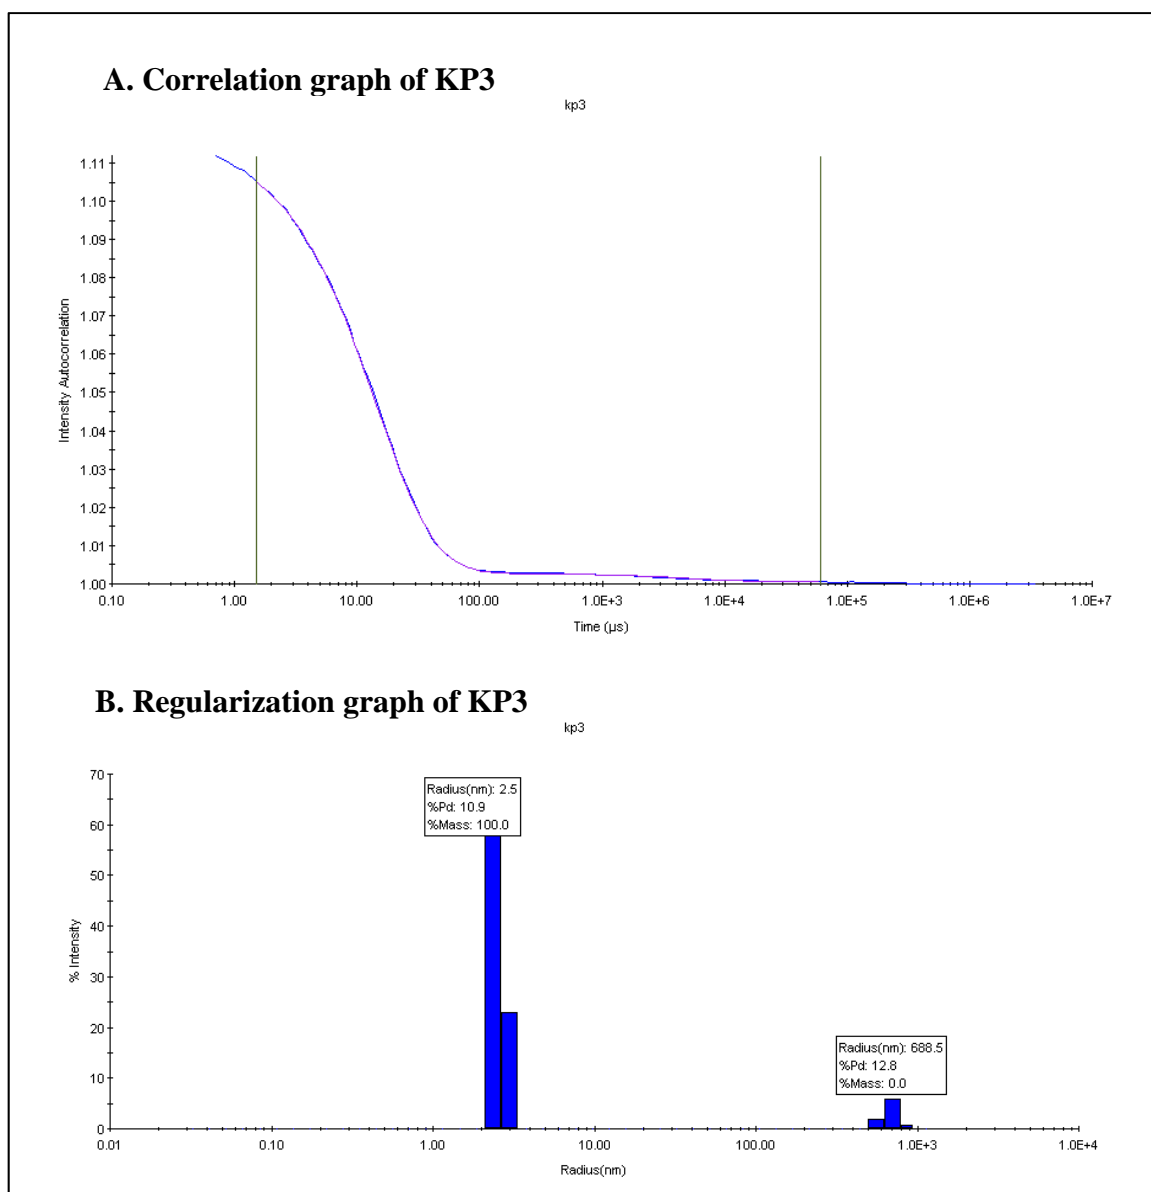 A. Correlation graph of KP3
kp3
1.11
1.10
1.09
1.08
1.07
1.06
1.05
1.04
1.03
1.02
1.01
1.00
Intensity Autocorrelation
0.10 1.00 10.00 100.00 1.0E+3 1.0E+4 1.0E+5 1.0E+6 1.0E+7
Time (µs)
B. Regularization graph of KP3
kp3
70
60
50
40
30
20
10
0
% Intensity
Radius(nm): 2.5
%Pd: 10.9
%Mass: 100.0
Radius(nm): 688.5
%Pd: 12.8
%Mass: 0.0
0.01 0.10 1.00 10.00 100.00 1.0E+3 1.0E+4
Radius(nm)